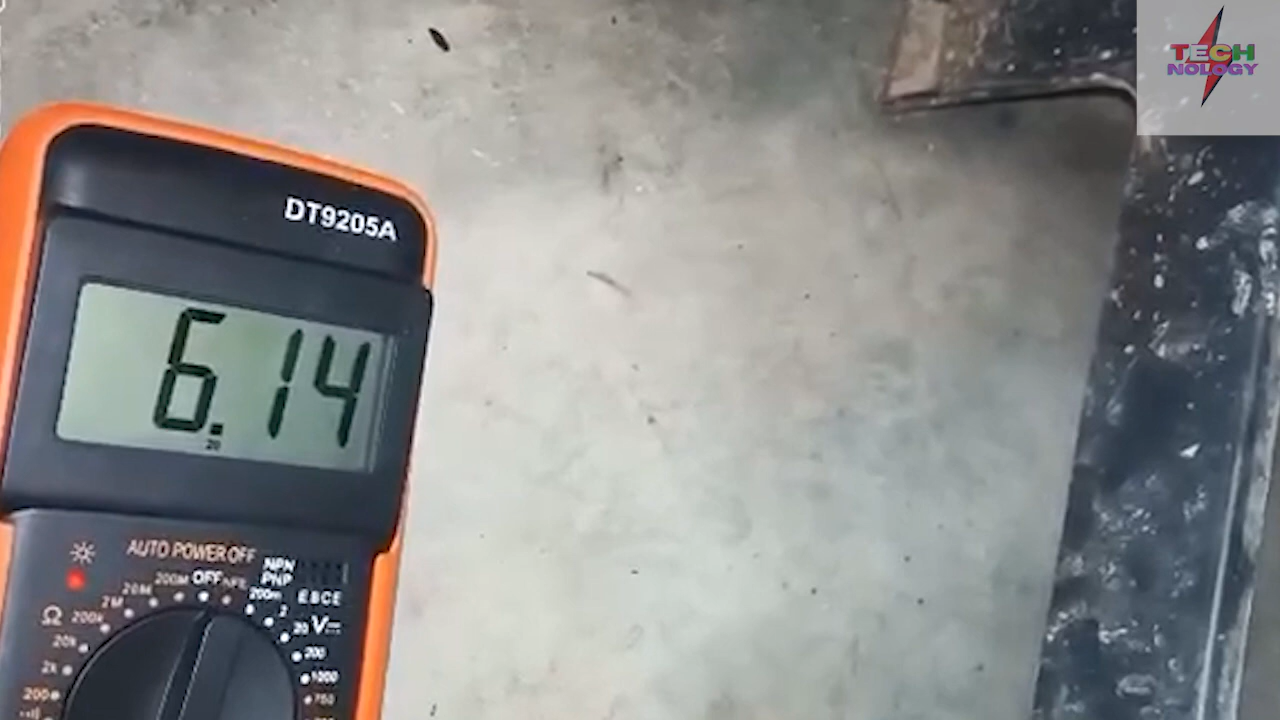 TECH
NOLOGY
DT9205A
6.14
20
AUTO POWER OFF
NPN
PNP
EBCE
200M OFF hFE 200m
20M 2
2M 20 V
Ω 200k 200
20k 1000
2k 750
200